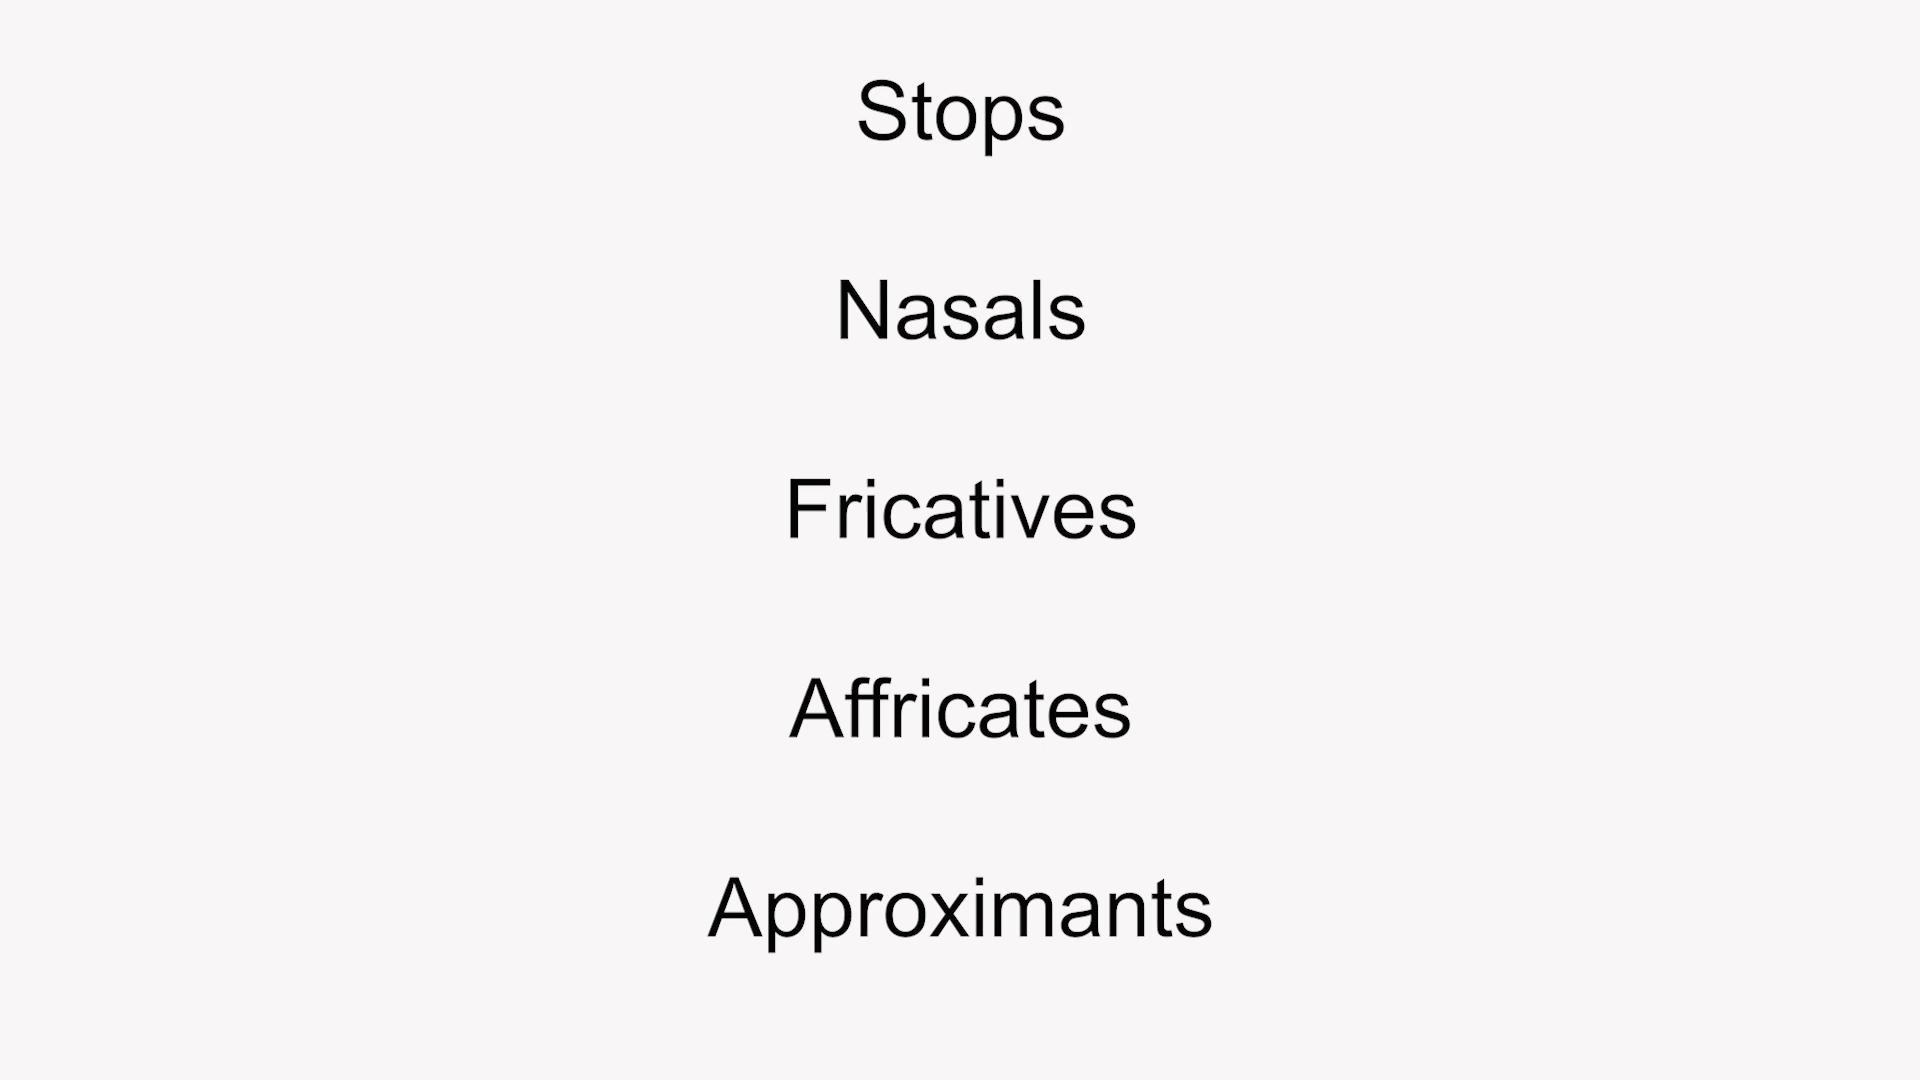 Stops
Nasals
Fricatives
Affricates
Approximants